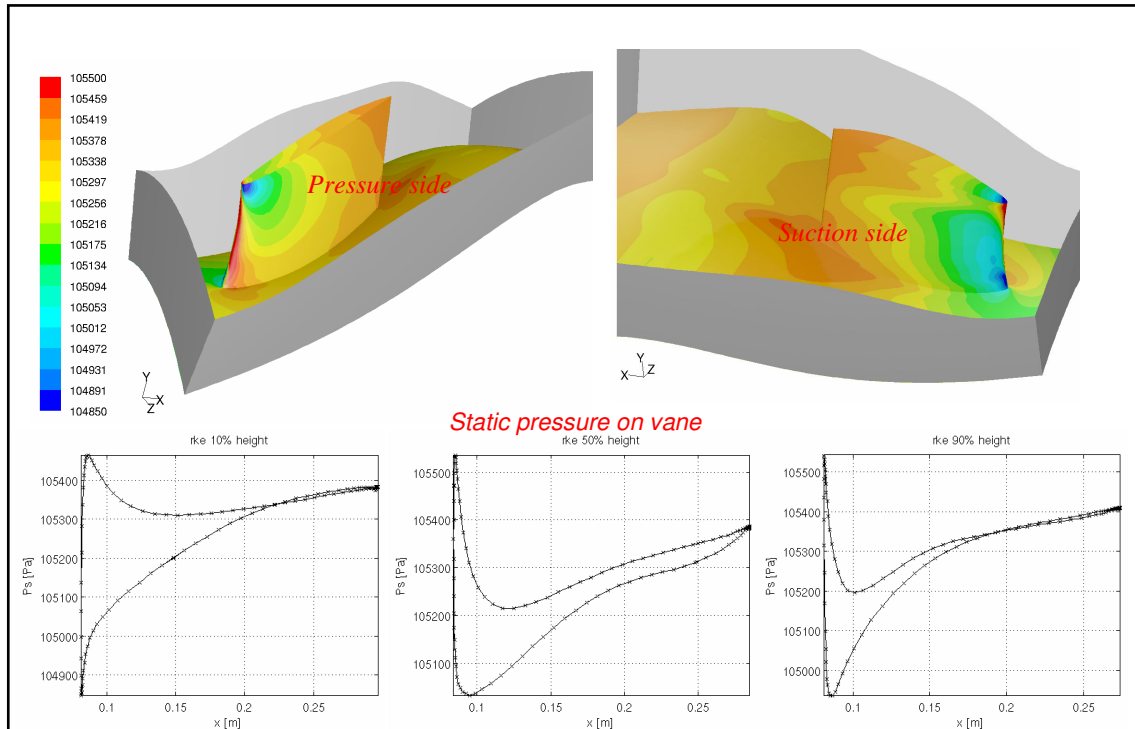 105500
105459
105419
105378
105338
105297
105256
105216
105175
105134
105094
105053
105012
104972
104931
104891
104850
Pressure side
Y
X
Z
Suction side
Y
X
Z
Static pressure on vane
rke 10% height
105400
105300
105200
105100
105000
104900
Ps [Pa]
0.1
0.15
0.2
0.25
x [m]
rke 50% height
105500
105400
105300
105200
105100
Ps [Pa]
0.1
0.15
0.2
0.25
x [m]
rke 90% height
105500
105400
105300
105200
105100
105000
Ps [Pa]
0.1
0.15
0.2
0.25
x [m]